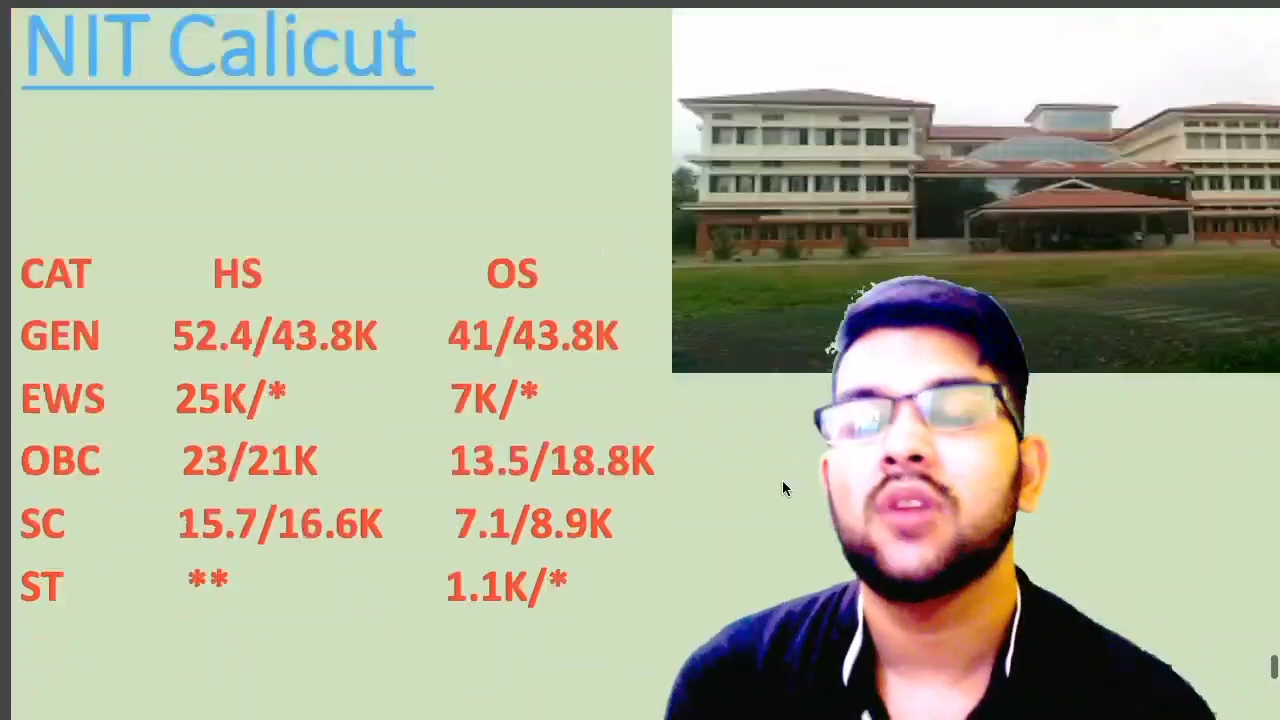 NIT Calicut
CAT HS OS
GEN 52.4/43.8K 41/43.8K
EWS 25K/* 7K/*
OBC 23/21K 13.5/18.8K
SC 15.7/16.6K 7.1/8.9K
ST ** 1.1K/*